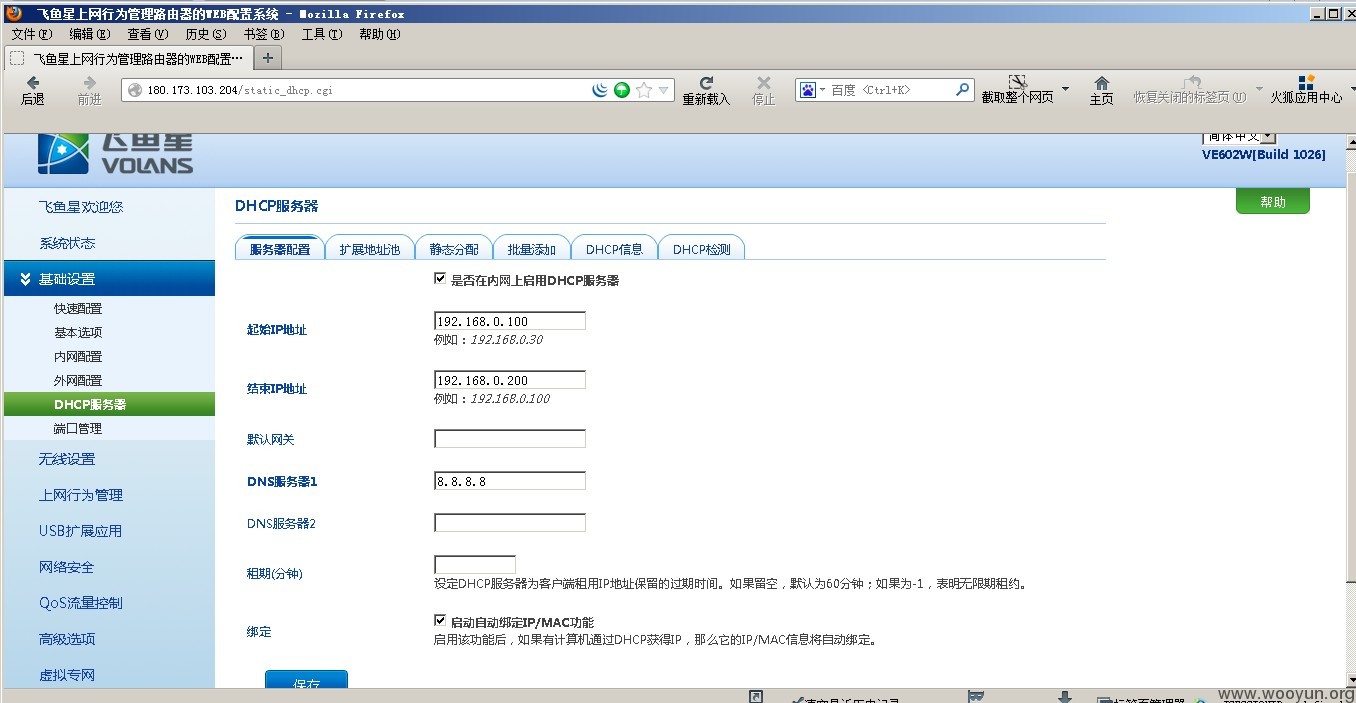 飞鱼星上网行为管理路由器的WEB配置系统 - Mozilla Firefox
文件(F) 编辑(E) 查看(V) 历史(S) 书签(B) 工具(T) 帮助(H)
飞鱼星上网行为管理路由器的WEB配置…
+
后退 前进 180.173.103.204/static_dhcp.cgi 重新载入 停止 百度 <Ctrl+K> 截取整个网页 主页 恢复关闭的标签页(U) 火狐应用中心
飞鱼星
VOLANS
简体中文
VE602W[Build 1026]
帮助
飞鱼星欢迎您
系统状态
基础设置
快速配置
基本选项
内网配置
外网配置
DHCP服务器
端口管理
无线设置
上网行为管理
USB扩展应用
网络安全
QoS流量控制
高级选项
虚拟专网
DHCP服务器
服务器配置 扩展地址池 静态分配 批量添加 DHCP信息 DHCP检测
是否在内网上启用DHCP服务器
起始IP地址 192.168.0.100
例如：192.168.0.30
结束IP地址 192.168.0.200
例如：192.168.0.100
默认网关
DNS服务器1 8.8.8.8
DNS服务器2
租期(分钟)
设定DHCP服务器为客户端租用IP地址保留的过期时间。如果留空，默认为60分钟；如果为-1，表明无限期租约。
绑定 启动自动绑定IP/MAC功能
启用该功能后，如果有计算机通过DHCP获得IP，那么它的IP/MAC信息将自动绑定。
保存
www.wooyun.org